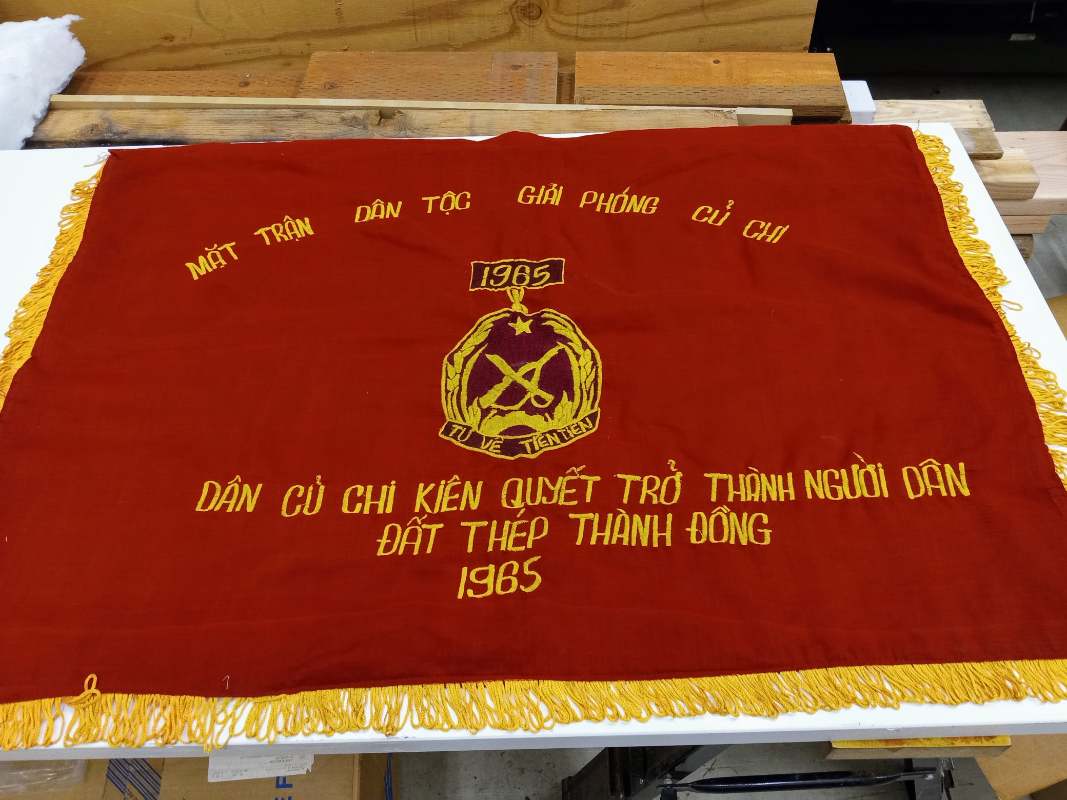 MẶT TRẬN DÂN TỘC GIẢI PHÓNG CỦ CHI
1965
TỰ VỆ TIÊN TIẾN
DÂN CỦ CHI KIÊN QUYẾT TRỞ THÀNH NGƯỜI DÂN
ĐẤT THÉP THÀNH ĐỒNG
1965